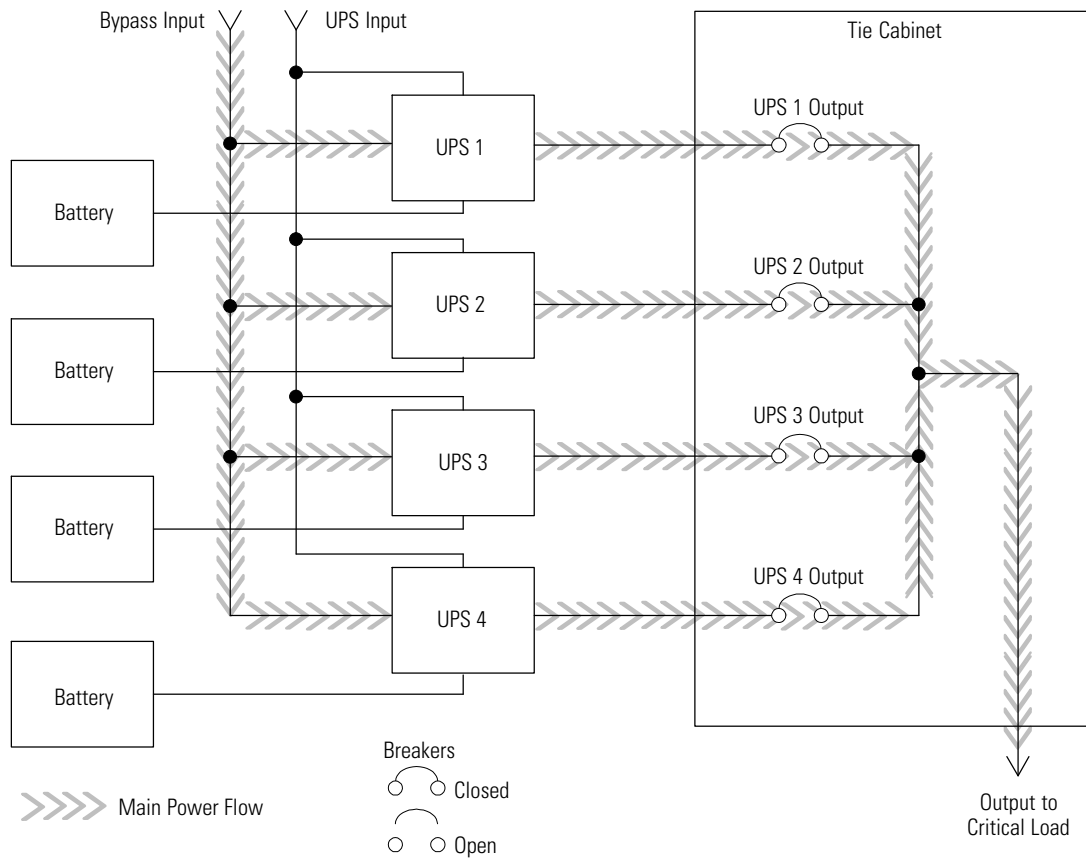 Bypass Input
UPS Input
Tie Cabinet
UPS 1 Output
UPS 1
Battery
UPS 2 Output
UPS 2
Battery
UPS 3 Output
UPS 3
Battery
UPS 4 Output
UPS 4
Battery
Breakers
Closed
Open
Main Power Flow
Output to
Critical Load